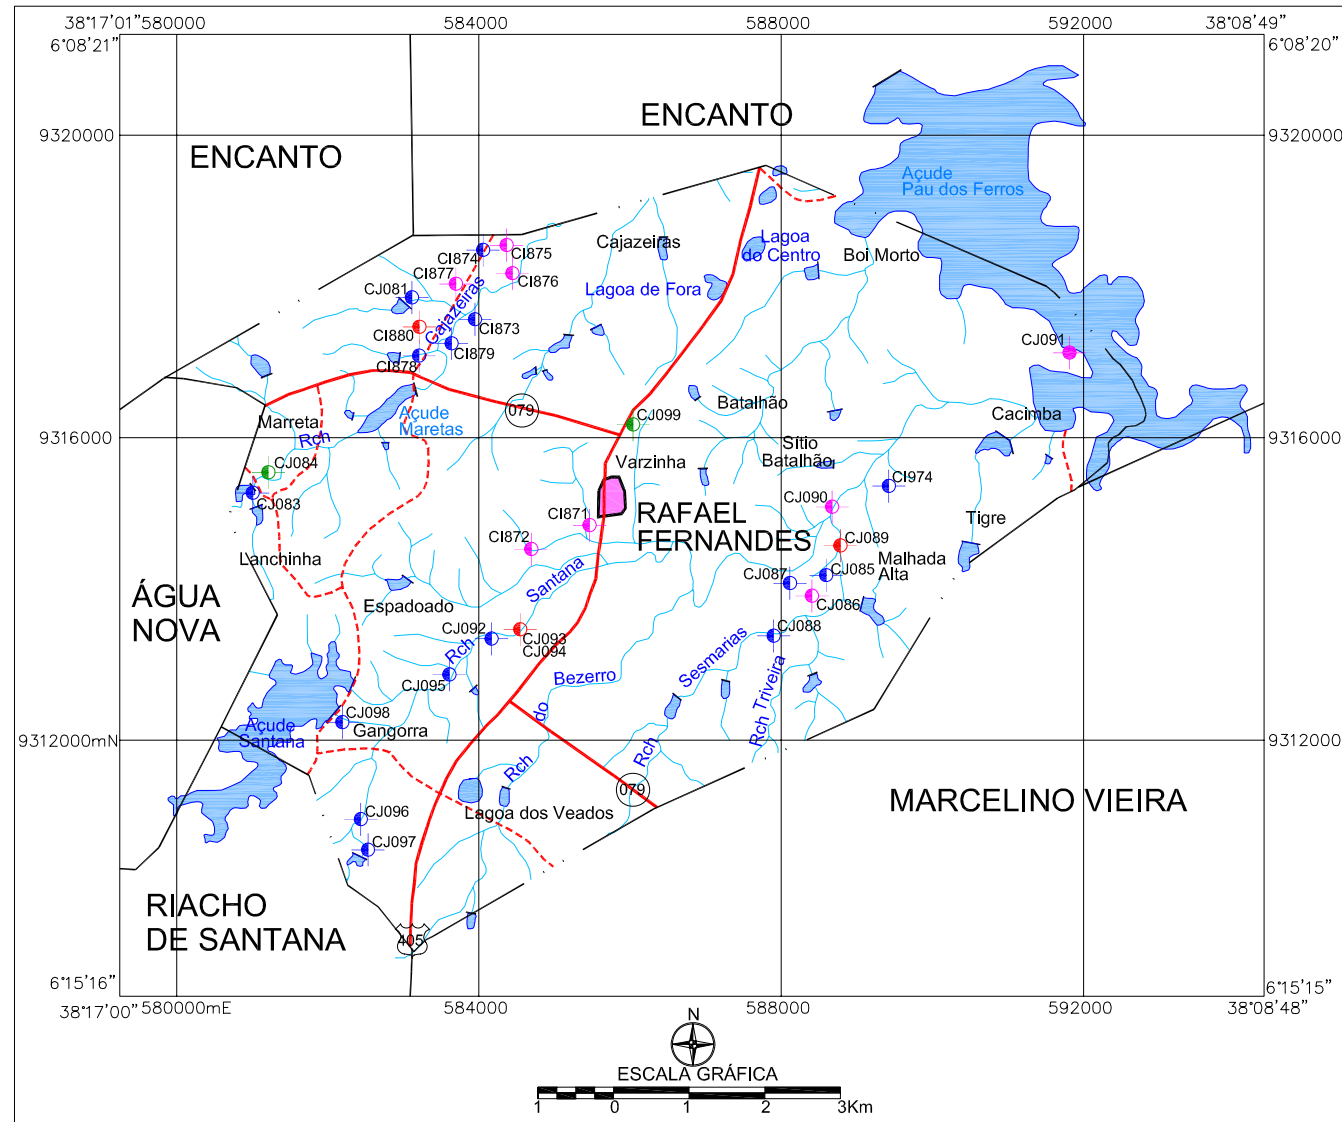 38°17'01" 580000 584000 588000 592000 38°08'49"
6°08'21" 6°08'20"
ENCANTO
9320000 9320000
ENCANTO
Açude
Pau dos Ferros
Lagoa
do Centro
Cajazeiras
Boi Morto
CI874
CI875
CI877
CI876
CJ081
Lagoa de Fora
Cajazeiras
CI880
CI873
CI879
CI878
CJ091
079
Açude
Maretas
Marreta
Rch
CJ099
Batalhão
Cacimba
9316000 9316000
Sítio
Batalhão
Varzinha
CJ084
CJ083
CI974
CJ090
RAFAEL
FERNANDES
CI871
CI872
Tigre
CJ089
Lanchinha
Malhada
Alta
CJ087
CJ085
CJ086
ÁGUA
NOVA
Santana
Espadoado
CJ092
CJ093
CJ094
CJ088
Rch
CJ095
Bezerro
Sesmarias
Rch Triveira
do
CJ098
Gangorra
Açude
Santana
9312000mN 9312000
Rch
Rch
079
Lagoa dos Veados
MARCELINO VIEIRA
CJ096
CJ097
RIACHO
DE SANTANA
405
6°15'16" 6°15'15"
38°17'00" 580000mE 584000 588000 592000 38°08'48"
N
ESCALA GRÁFICA
1 0 1 2 3Km